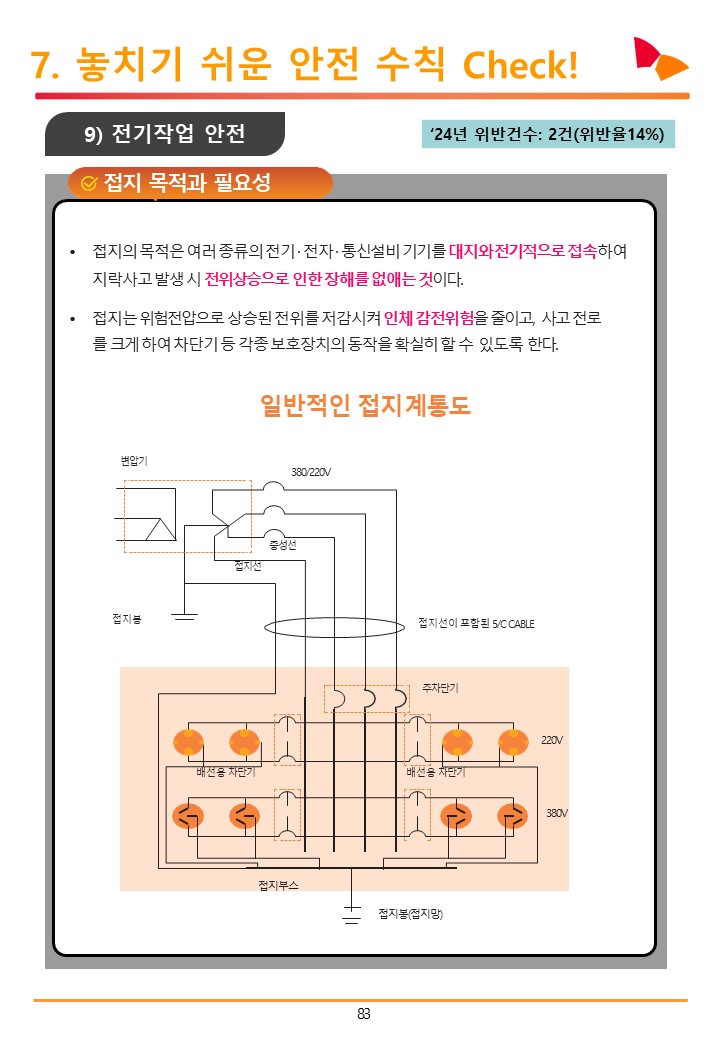 7. 놓치기 쉬운 안전 수칙 Check!
9) 전기작업 안전
‘24년 위반건수: 2건(위반율14%)
접지 목적과 필요성
• 접지의 목적은 여러 종류의 전기·전자·통신설비 기기를 대지와 전기적으로 접속하여
지락사고 발생 시 전위상승으로 인한 장해를 없애는 것이다.
• 접지는 위험전압으로 상승된 전위를 저감시켜 인체 감전위험을 줄이고, 사고 전로
를 크게 하여 차단기 등 각종 보호장치의 동작을 확실히 할 수 있도록 한다.
일반적인 접지계통도
변압기
380/220V
중성선
접지선
접지봉
접지선이 포함된 5/C CABLE
주차단기
220V
배선용 차단기
배선용 차단기
380V
접지부스
접지봉(접지망)
83